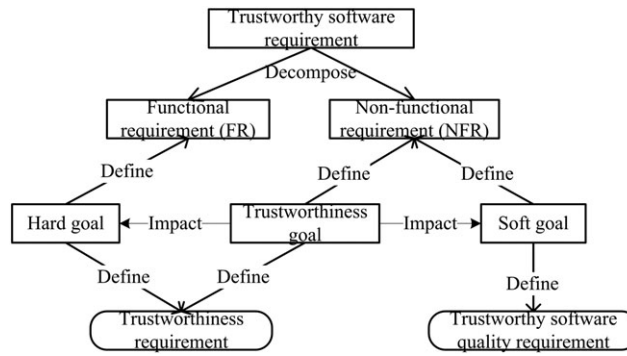 Trustworthy software
requirement
Decompose
Functional
requirement (FR)
Non-functional
requirement (NFR)
Define
Define
Define
Hard goal
Impact
Trustworthiness
goal
Impact
Soft goal
Define
Define
Define
Trustworthiness
requirement
Trustworthy software
quality requirement